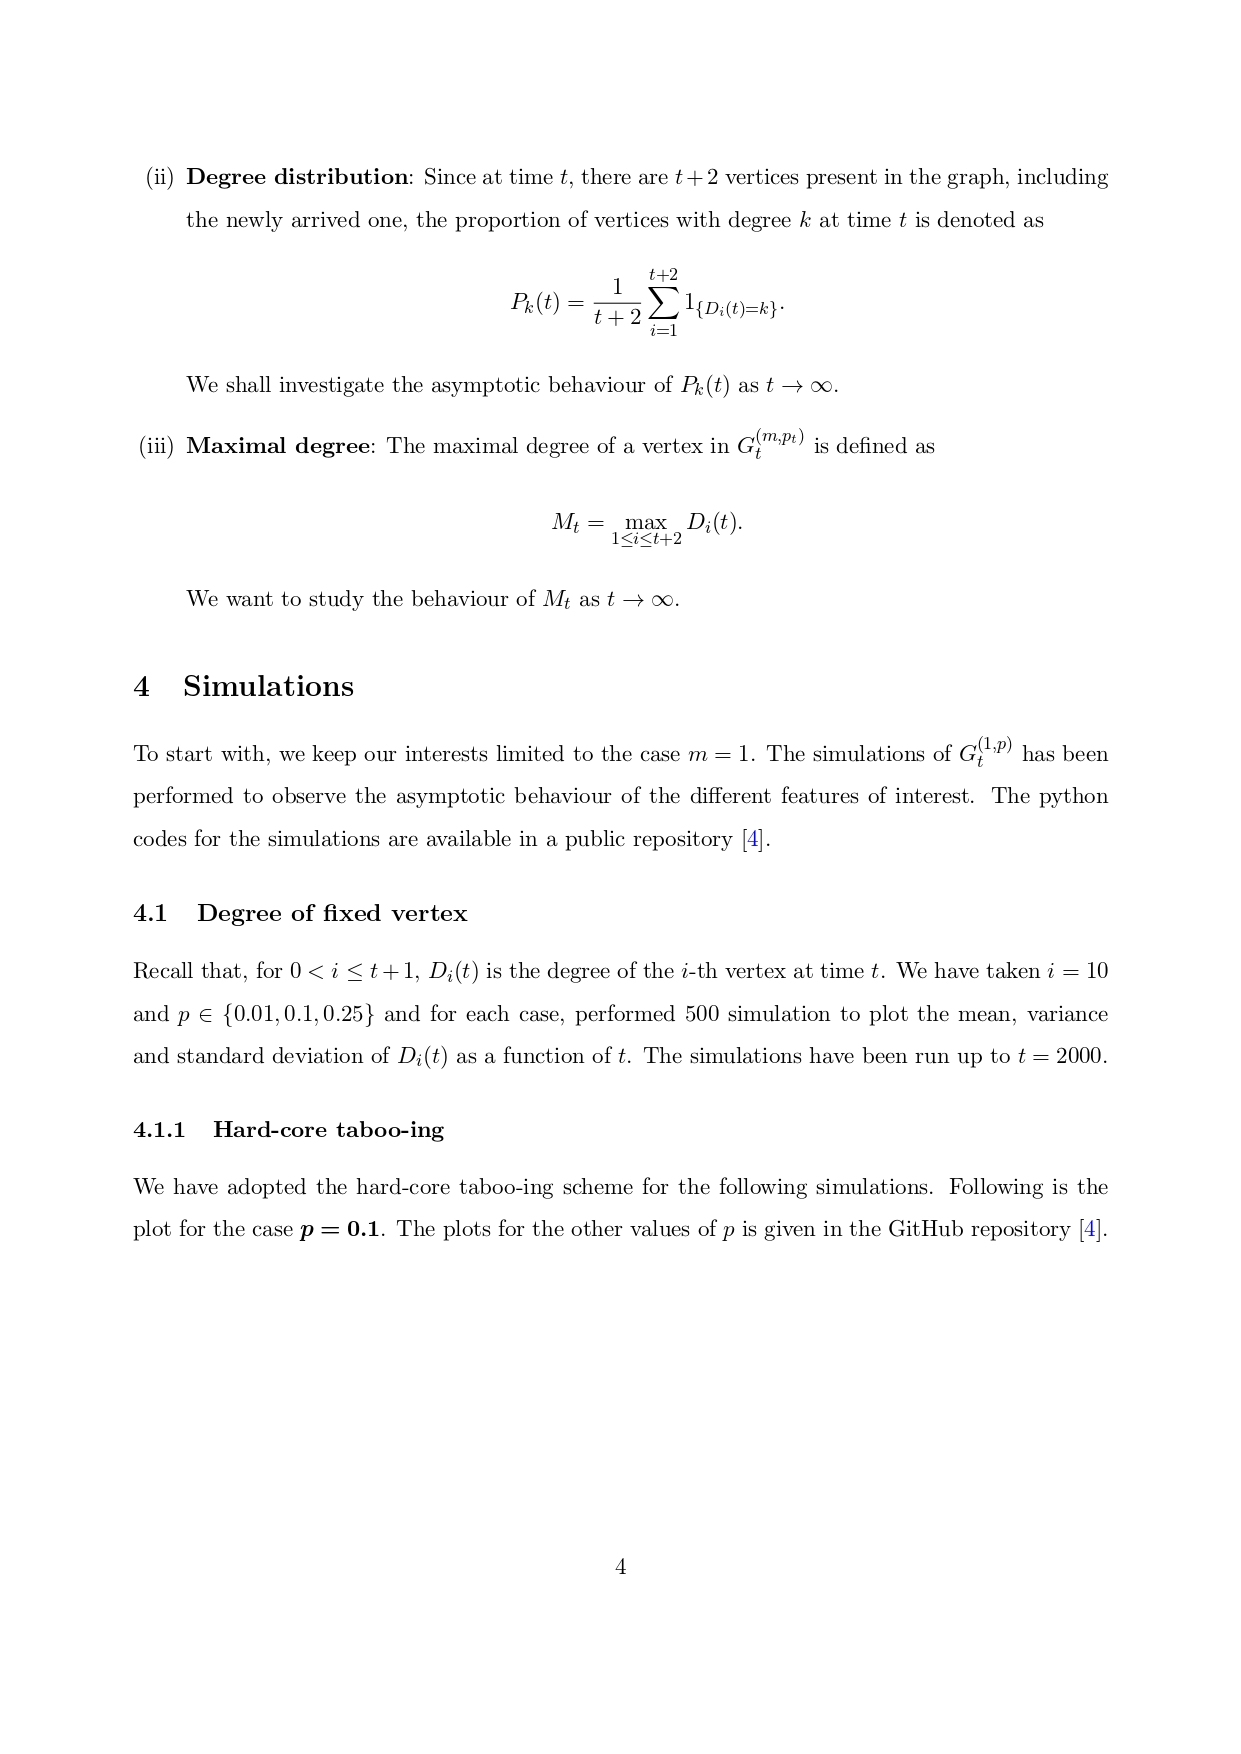 (ii) Degree distribution: Since at time t, there are t + 2 vertices present in the graph, including
the newly arrived one, the proportion of vertices with degree k at time t is denoted as
P_k(t) = \frac{1}{t+2} \sum_{i=1}^{t+2} 1_{\{D_i(t)=k\}}.
We shall investigate the asymptotic behaviour of P_k(t) as t → ∞.
(iii) Maximal degree: The maximal degree of a vertex in G_t^{(m,p_t)} is defined as
M_t = \max_{1≤i≤t+2} D_i(t).
We want to study the behaviour of M_t as t → ∞.
4 Simulations
To start with, we keep our interests limited to the case m = 1. The simulations of G_t^{(1,p)} has been
performed to observe the asymptotic behaviour of the different features of interest. The python
codes for the simulations are available in a public repository [4].
4.1 Degree of fixed vertex
Recall that, for 0 < i ≤ t + 1, D_i(t) is the degree of the i-th vertex at time t. We have taken i = 10
and p ∈ {0.01, 0.1, 0.25} and for each case, performed 500 simulation to plot the mean, variance
and standard deviation of D_i(t) as a function of t. The simulations have been run up to t = 2000.
4.1.1 Hard-core taboo-ing
We have adopted the hard-core taboo-ing scheme for the following simulations. Following is the
plot for the case p = 0.1. The plots for the other values of p is given in the GitHub repository [4].
4